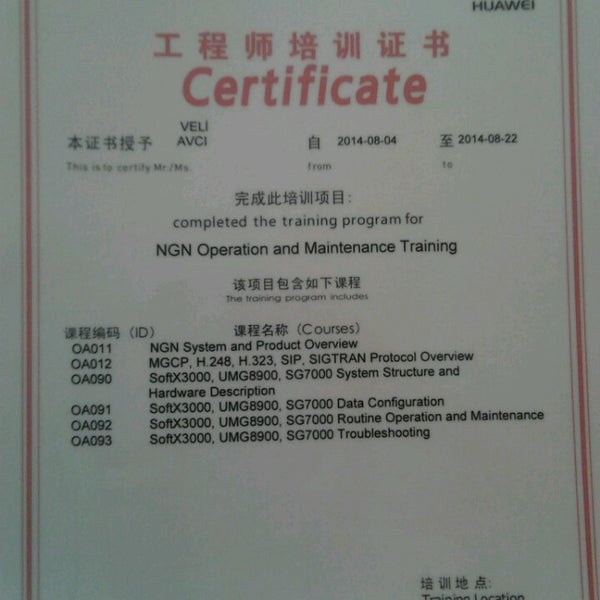 HUAWEI
工程师培训证书
Certificate
VELİ
本证书授予 AVCI 自 2014-08-04 至 2014-08-22
This is to certify Mr./Ms. from to
完成此培训项目:
completed the training program for
NGN Operation and Maintenance Training
该项目包含如下课程
The training program includes
课程编码 (ID) 课程名称 (Courses)
OA011 NGN System and Product Overview
OA012 MGCP, H.248, H.323, SIP, SIGTRAN Protocol Overview
OA090 SoftX3000, UMG8900, SG7000 System Structure and
Hardware Description
OA091 SoftX3000, UMG8900, SG7000 Data Configuration
OA092 SoftX3000, UMG8900, SG7000 Routine Operation and Maintenance
OA093 SoftX3000, UMG8900, SG7000 Troubleshooting
培训地点:
Training Location